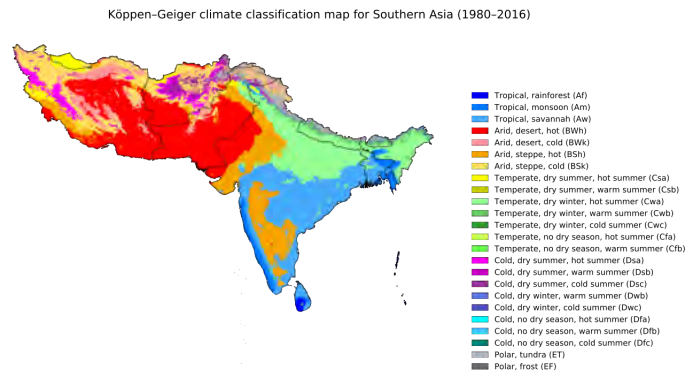 Köppen–Geiger climate classification map for Southern Asia (1980–2016)
Tropical, rainforest (Af)
Tropical, monsoon (Am)
Tropical, savannah (Aw)
Arid, desert, hot (BWh)
Arid, desert, cold (BWk)
Arid, steppe, hot (BSh)
Arid, steppe, cold (BSk)
Temperate, dry summer, hot summer (Csa)
Temperate, dry summer, warm summer (Csb)
Temperate, dry winter, hot summer (Cwa)
Temperate, dry winter, warm summer (Cwb)
Temperate, dry winter, cold summer (Cwc)
Temperate, no dry season, hot summer (Cfa)
Temperate, no dry season, warm summer (Cfb)
Cold, dry summer, hot summer (Dsa)
Cold, dry summer, warm summer (Dsb)
Cold, dry summer, cold summer (Dsc)
Cold, dry winter, warm summer (Dwb)
Cold, dry winter, cold summer (Dwc)
Cold, no dry season, hot summer (Dfa)
Cold, no dry season, warm summer (Dfb)
Cold, no dry season, cold summer (Dfc)
Polar, tundra (ET)
Polar, frost (EF)